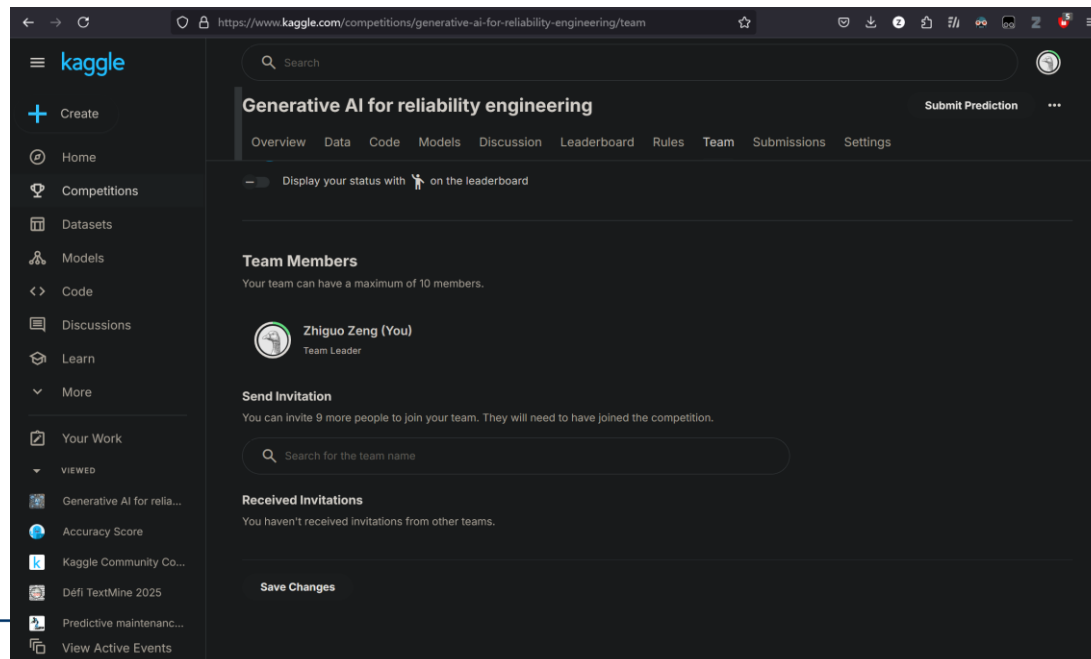 https://www.kaggle.com/competitions/generative-ai-for-reliability-engineering/team
2
5
kaggle
Search
Create
Generative AI for reliability engineering
Submit Prediction
Overview Data Code Models Discussion Leaderboard Rules Team Submissions Settings
Home
Competitions
Datasets
Models
Code
Discussions
Learn
More
Your Work
VIEWED
Generative AI for relia...
Accuracy Score
Kaggle Community Co...
Défi TextMine 2025
Predictive maintenanc...
View Active Events
Display your status with on the leaderboard
Team Members
Your team can have a maximum of 10 members.
Zhiguo Zeng (You)
Team Leader
Send Invitation
You can invite 9 more people to join your team. They will need to have joined the competition.
Search for the team name
Received Invitations
You haven't received invitations from other teams.
Save Changes